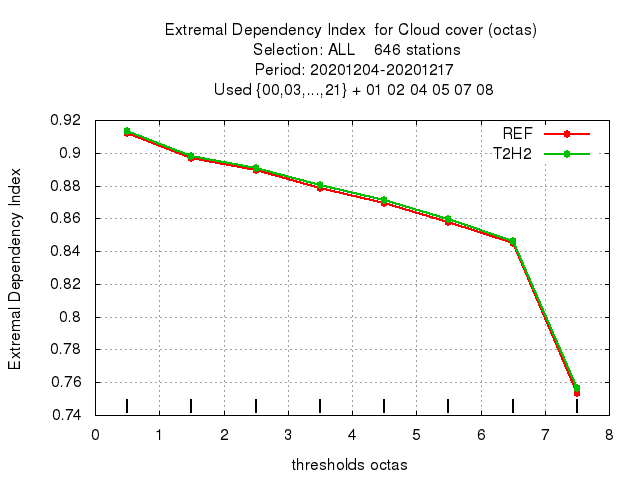 Extremal Dependency Index  for Cloud cover (octas)
Selection: ALL    646 stations
Period: 20201204-20201217
Used {00,03,...,21} + 01 02 04 05 07 08
REF
T2H2
Extremal Dependency Index
0.92
0.9
0.88
0.86
0.84
0.82
0.8
0.78
0.76
0.74
0 1 2 3 4 5 6 7 8
thresholds octas